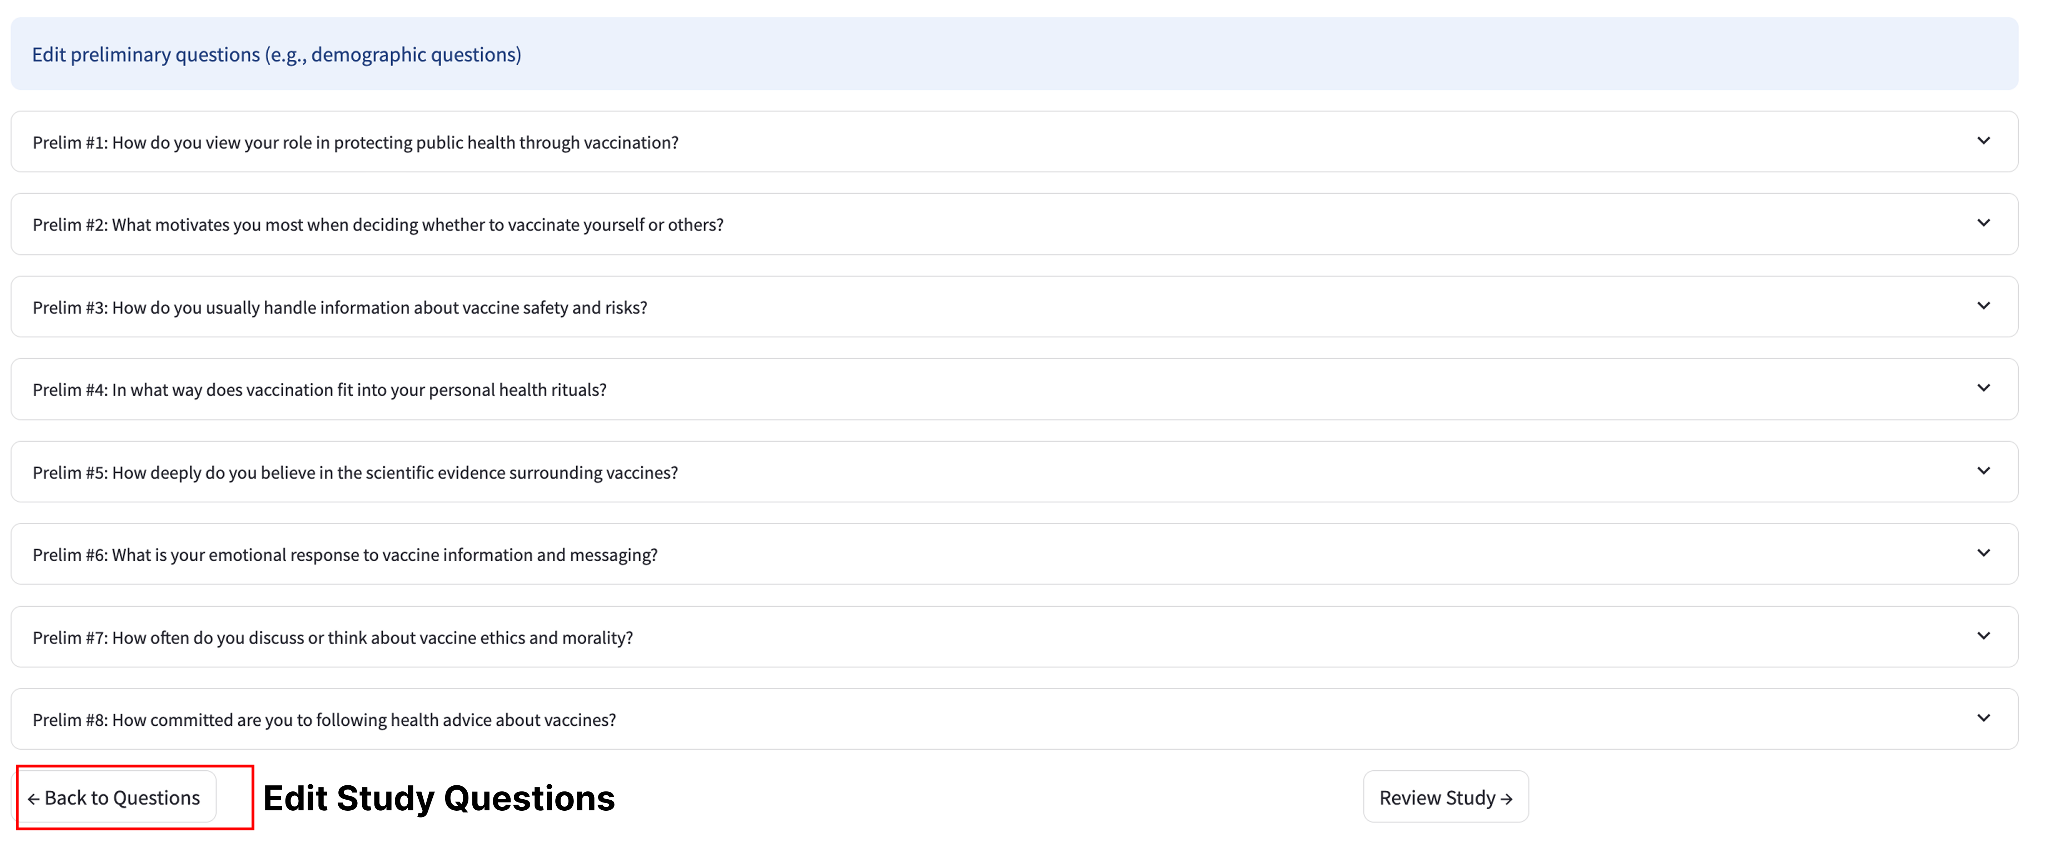 Edit preliminary questions (e.g., demographic questions)
Prelim #1: How do you view your role in protecting public health through vaccination?
Prelim #2: What motivates you most when deciding whether to vaccinate yourself or others?
Prelim #3: How do you usually handle information about vaccine safety and risks?
Prelim #4: In what way does vaccination fit into your personal health rituals?
Prelim #5: How deeply do you believe in the scientific evidence surrounding vaccines?
Prelim #6: What is your emotional response to vaccine information and messaging?
Prelim #7: How often do you discuss or think about vaccine ethics and morality?
Prelim #8: How committed are you to following health advice about vaccines?
← Back to Questions
Edit Study Questions
Review Study →